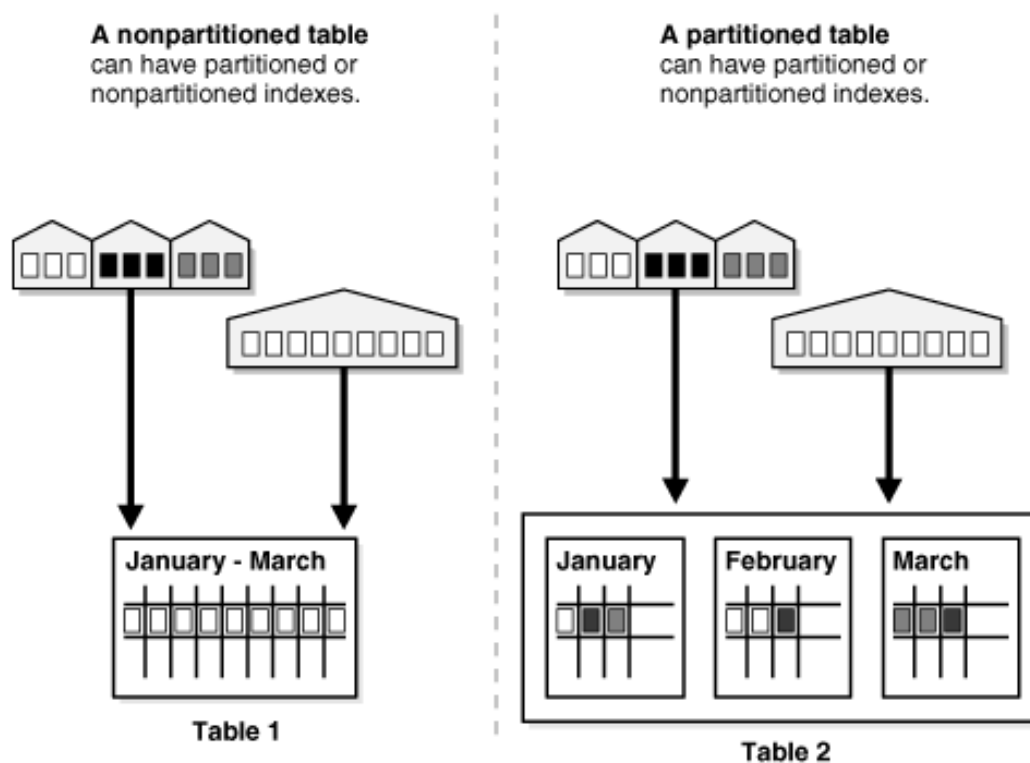 A nonpartitioned table
can have partitioned or
nonpartitioned indexes.
A partitioned table
can have partitioned or
nonpartitioned indexes.
January - March
Table 1
January
February
March
Table 2